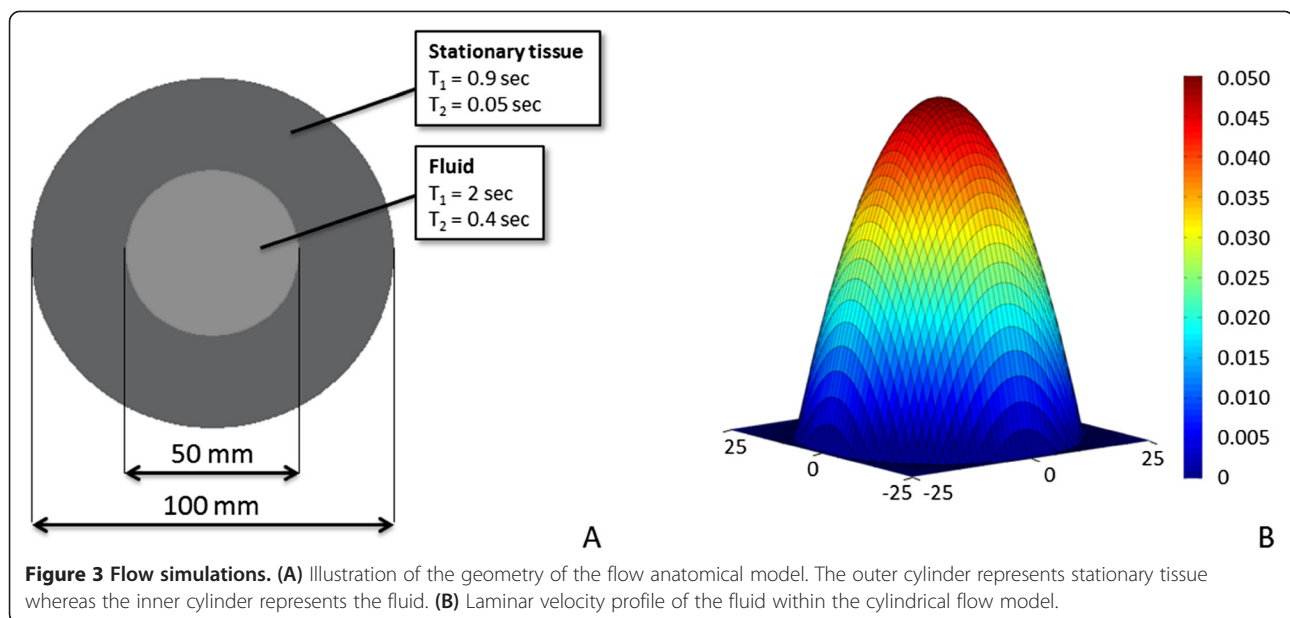 Stationary tissue
T₁ = 0.9 sec
T₂ = 0.05 sec
Fluid
T₁ = 2 sec
T₂ = 0.4 sec
50 mm
100 mm
A
0.050
0.045
0.040
0.035
0.030
0.025
0.020
0.015
0.010
0.005
0
25
0
-25
-25
0
25
B
Figure 3 Flow simulations. (A) Illustration of the geometry of the flow anatomical model. The outer cylinder represents stationary tissue
whereas the inner cylinder represents the fluid. (B) Laminar velocity profile of the fluid within the cylindrical flow model.